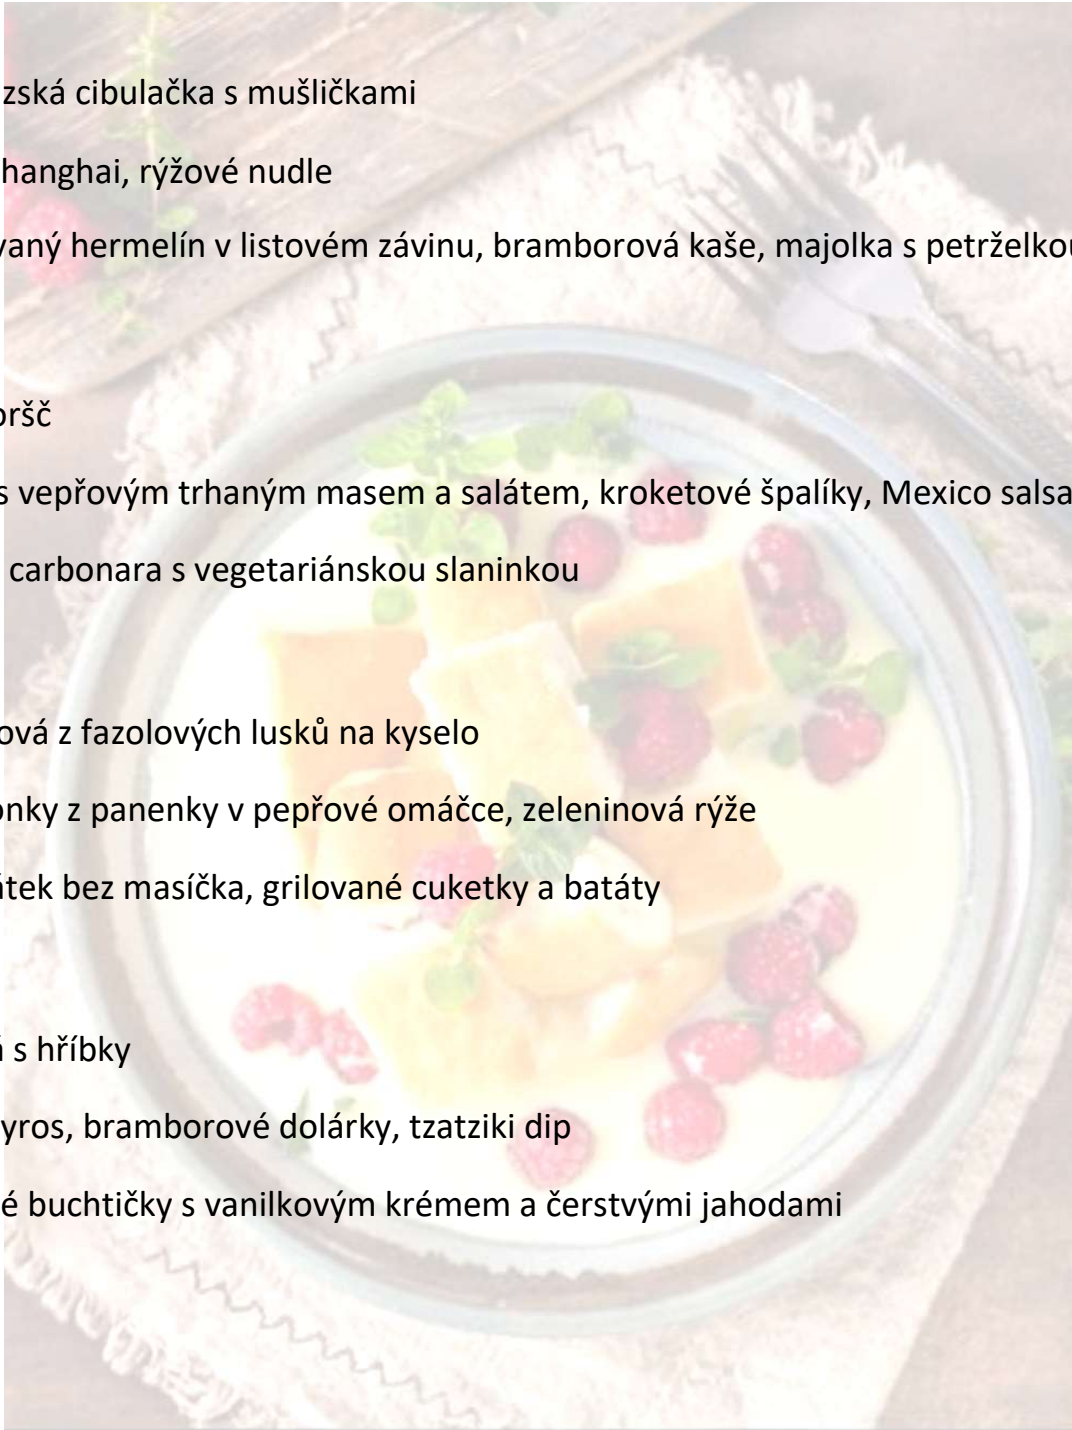 zská cibulačka s mušličkami
hanghai, rýžové nudle
vaný hermelín v listovém závinu, bramborová kaše, majolka s petrželkou
oršč
s vepřovým trhaným masem a salátem, kroketové špalíky, Mexico salsa
carbonara s vegetariánskou slaninkou
ová z fazolových lusků na kyselo
onky z panenky v pepřové omáčce, zeleninová rýže
átek bez masíčka, grilované cuketky a batáty
á s hříbky
yros, bramborové dolárky, tzatziki dip
é buchtičky s vanilkovým krémem a čerstvými jahodami